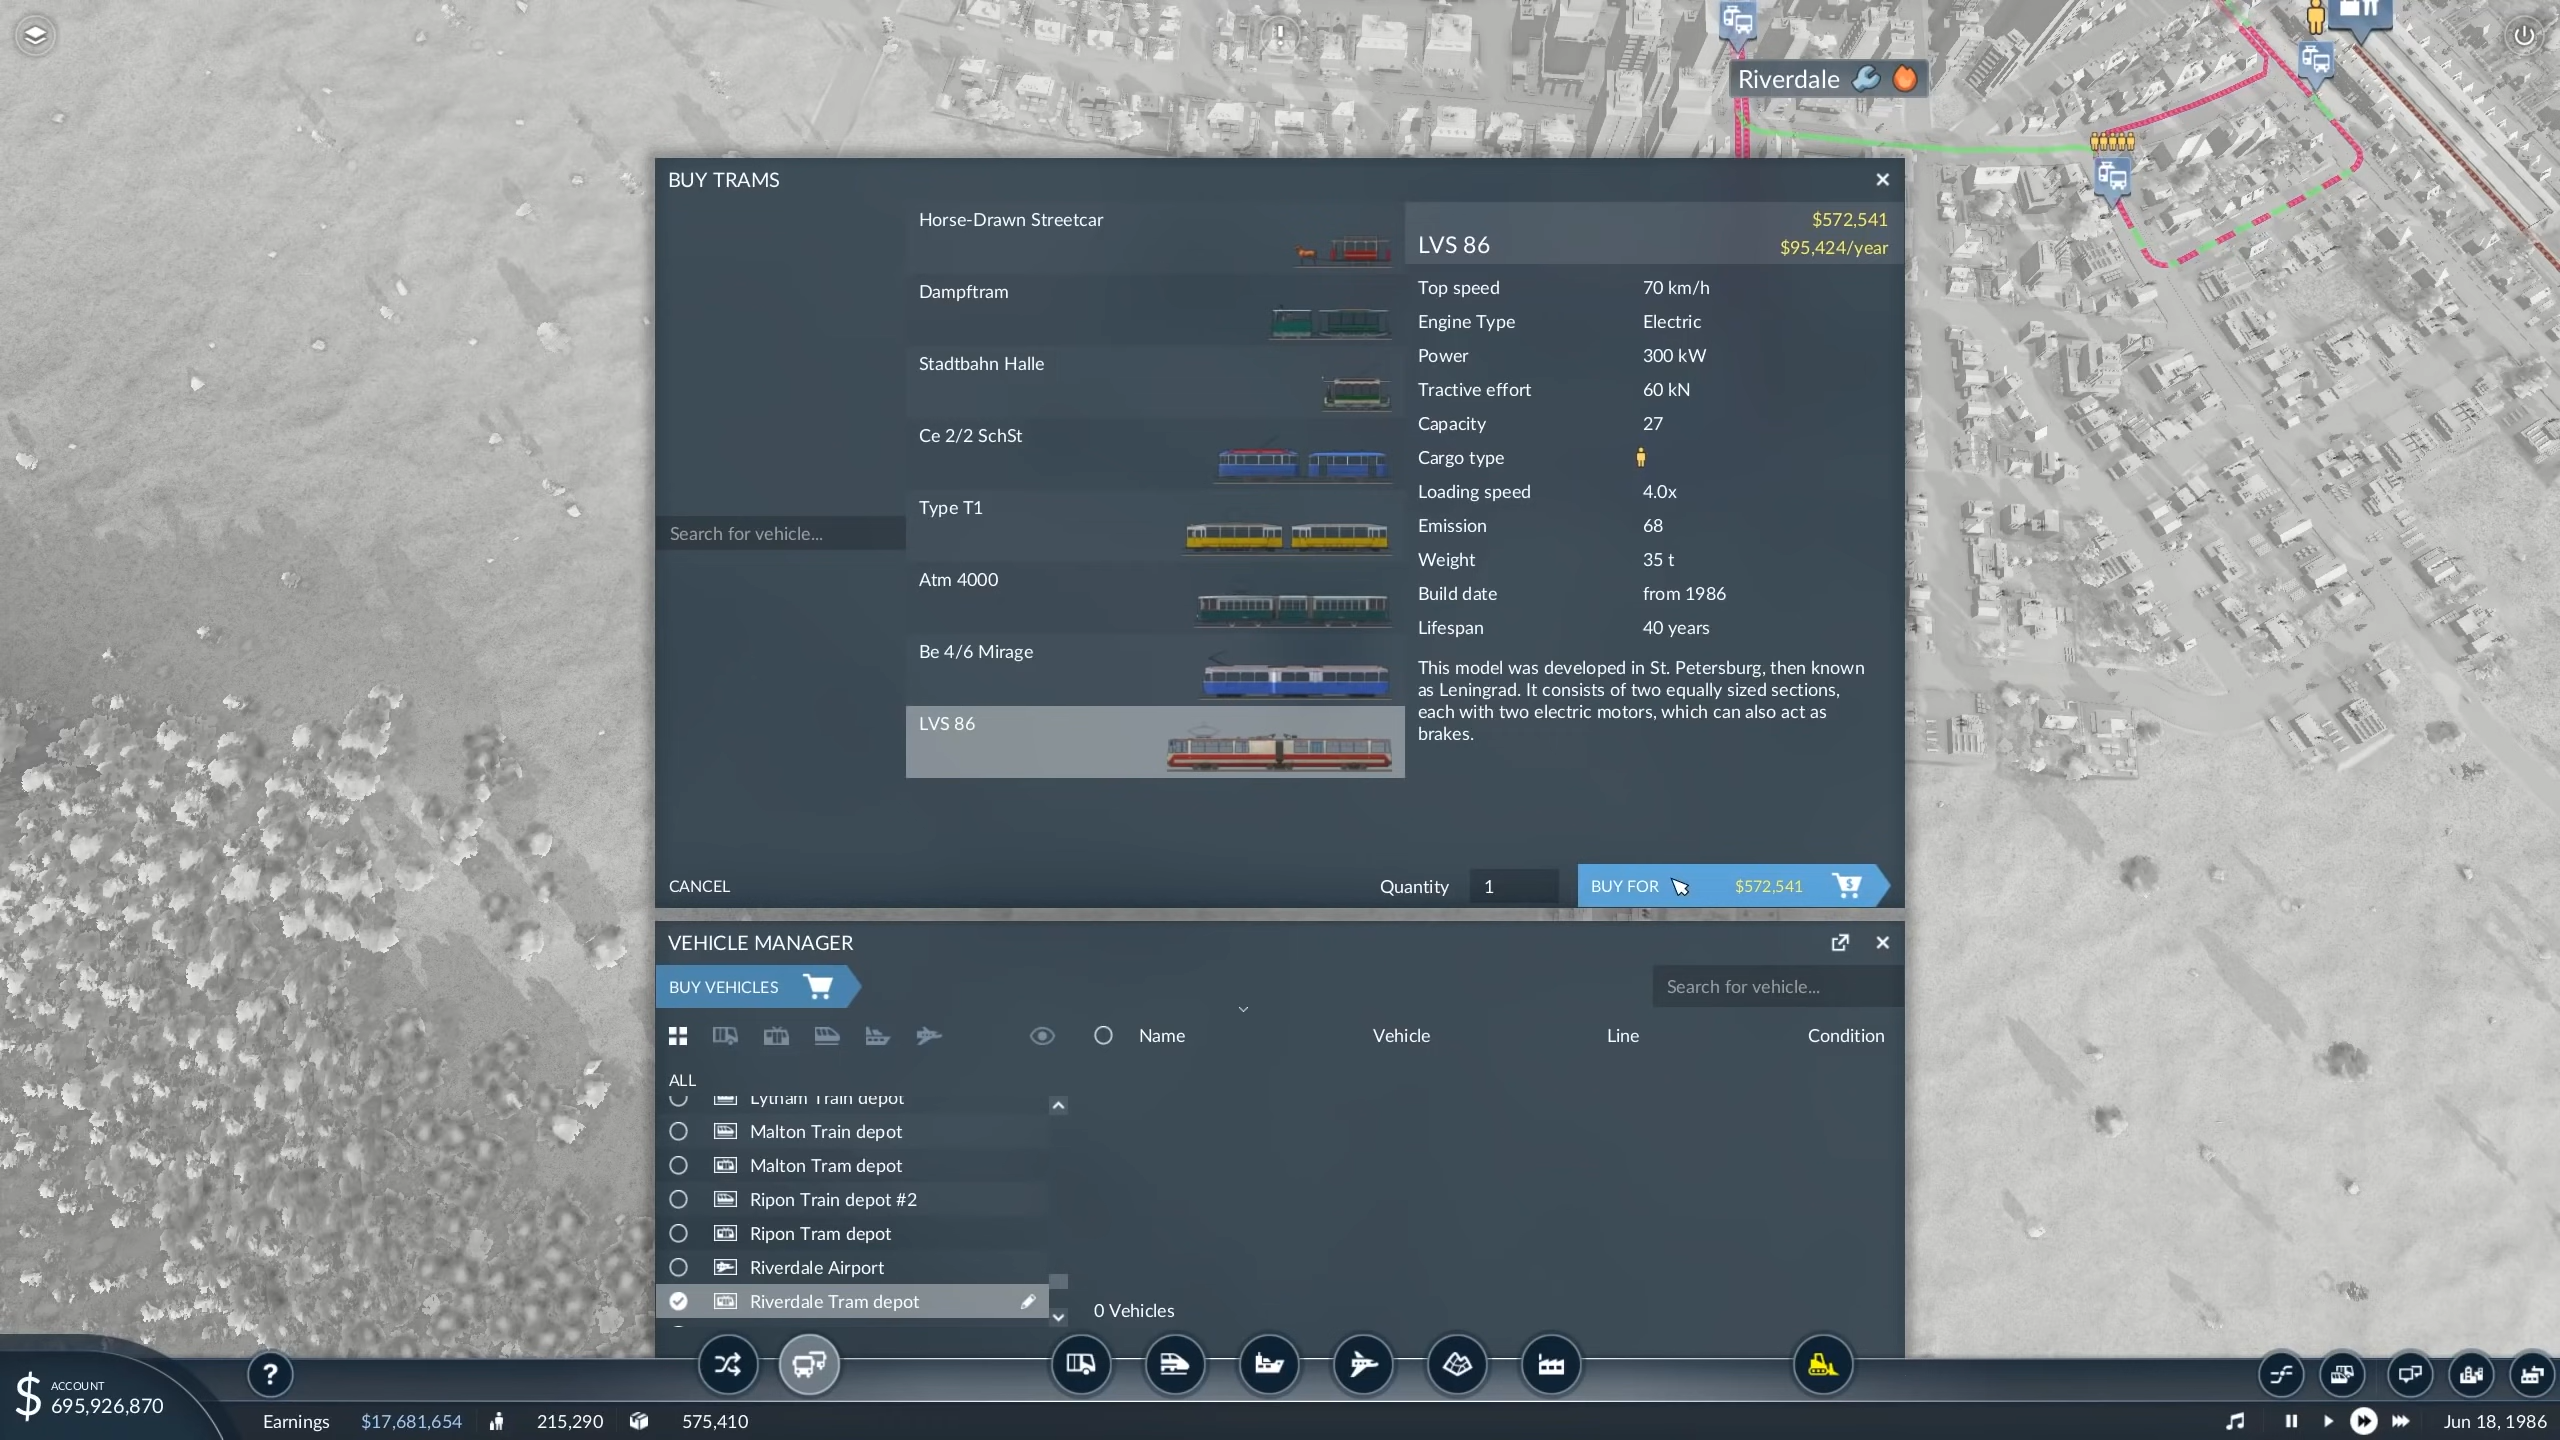 Riverdale
BUY TRAMS
Search for vehicle...
Horse-Drawn Streetcar
Dampftram
Stadtbahn Halle
Ce 2/2 SchSt
Type T1
Atm 4000
Be 4/6 Mirage
LVS 86
LVS 86
$572,541
$95,424/year
Top speed 70 km/h
Engine Type Electric
Power 300 kW
Tractive effort 60 kN
Capacity 27
Cargo type
Loading speed 4.0x
Emission 68
Weight 35 t
Build date from 1986
Lifespan 40 years
This model was developed in St. Petersburg, then known
as Leningrad. It consists of two equally sized sections,
each with two electric motors, which can also act as
brakes.
CANCEL
Quantity 1
BUY FOR $572,541
VEHICLE MANAGER
BUY VEHICLES
Search for vehicle...
Name Vehicle Line Condition
ALL
Lytham Train depot
Malton Train depot
Malton Tram depot
Ripon Train depot #2
Ripon Tram depot
Riverdale Airport
Riverdale Tram depot
0 Vehicles
?
$ ACCOUNT
695,926,870
Earnings $17,681,654 215,290 575,410
Jun 18, 1986